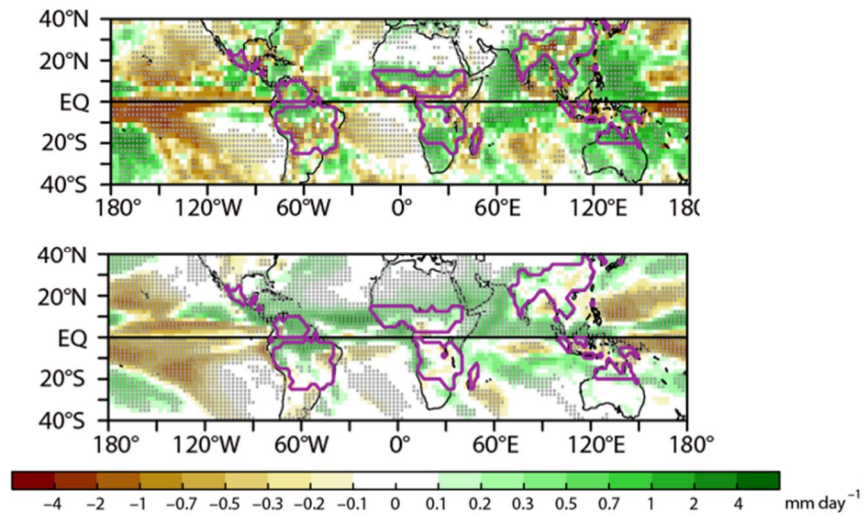 40°N
20°N
EQ
20°S
40°S
180° 120°W 60°W 0° 60°E 120°E 180
40°N
20°N
EQ
20°S
40°S
180° 120°W 60°W 0° 60°E 120°E 180°
−4 −2 −1 −0.7 −0.5 −0.3 −0.2 −0.1 0 0.1 0.2 0.3 0.5 0.7 1 2 4 mm day⁻¹